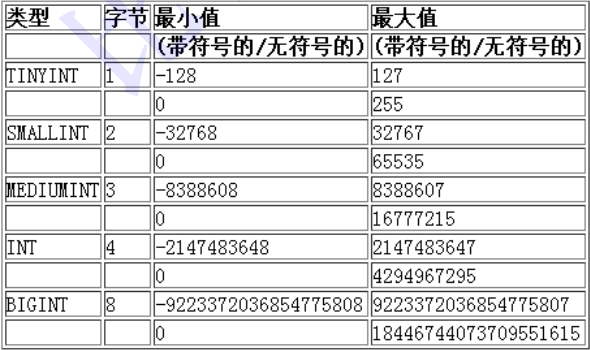 类型 字节 最小值 最大值
(带符号的/无符号的) (带符号的/无符号的)
TINYINT 1 -128 127
0 255
SMALLINT 2 -32768 32767
0 65535
MEDIUMINT 3 -8388608 8388607
0 16777215
INT 4 -2147483648 2147483647
0 4294967295
BIGINT 8 -9223372036854775808 9223372036854775807
0 18446744073709551615